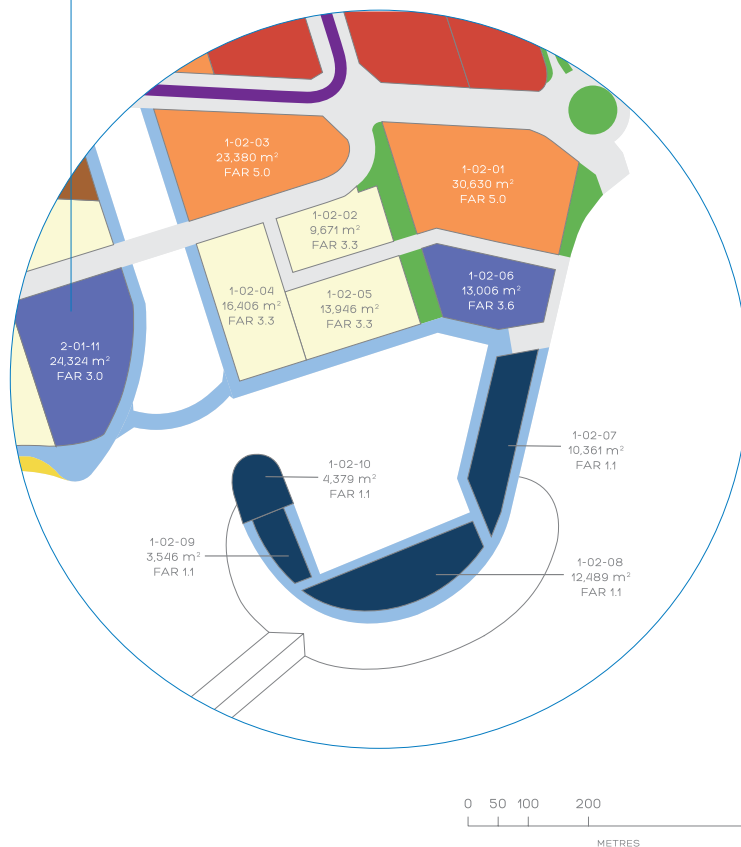 1-02-03
23,380 m²
FAR 5.0
1-02-01
30,630 m²
FAR 5.0
1-02-02
9,671 m²
FAR 3.3
1-02-04
16,406 m²
FAR 3.3
1-02-05
13,946 m²
FAR 3.3
1-02-06
13,006 m²
FAR 3.6
2-01-11
24,324 m²
FAR 3.0
1-02-07
10,361 m²
FAR 1.1
1-02-10
4,379 m²
FAR 1.1
1-02-09
3,546 m²
FAR 1.1
1-02-08
12,489 m²
FAR 1.1
0 50 100 200
METRES